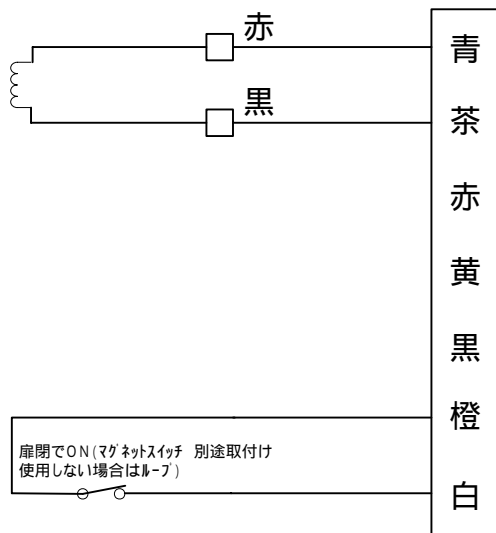 赤
青
黒
茶
赤
黄
黒
橙
扉閉でON(ﾏｸﾞﾈｯﾄｽｲｯﾁ 別途取付け
使用しない場合はﾙｰﾌﾟ)
白